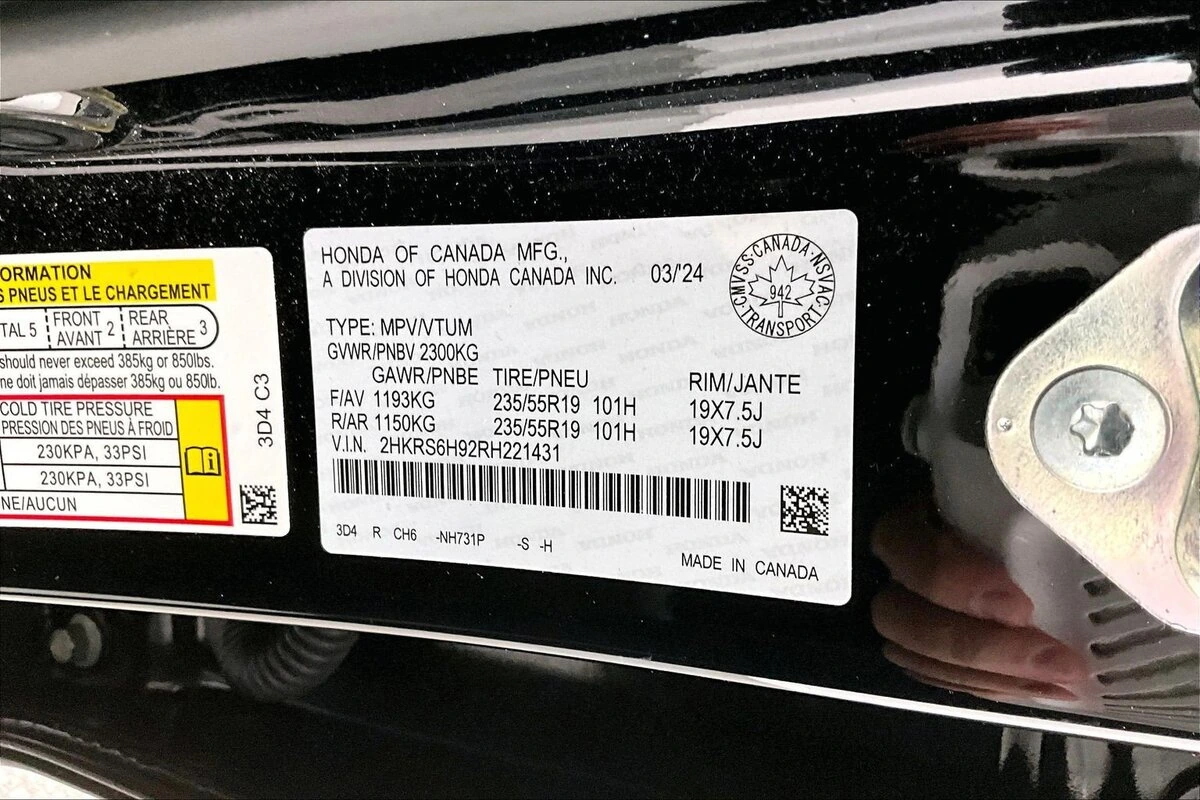 ORMATION
S PNEUS ET LE CHARGEMENT
TAL 5 FRONT AVANT 2 REAR ARRIÈRE 3
should never exceed 385kg or 850lbs.
ne doit jamais dépasser 385kg ou 850lb.
COLD TIRE PRESSURE
PRESSION DES PNEUS À FROID
230KPA, 33PSI
230KPA, 33PSI
NE/AUCUN
3D4 C3
HONDA OF CANADA MFG.,
A DIVISION OF HONDA CANADA INC. 03/'24
CMVSS·CANADA·NSVAC·TRANSPORT·
942
TYPE: MPV/VTUM
GVWR/PNBV 2300KG
GAWR/PNBE TIRE/PNEU RIM/JANTE
F/AV 1193KG 235/55R19 101H 19X7.5J
R/AR 1150KG 235/55R19 101H 19X7.5J
V.I.N. 2HKRS6H92RH221431
3D4 R CH6 -NH731P -S -H
MADE IN CANADA